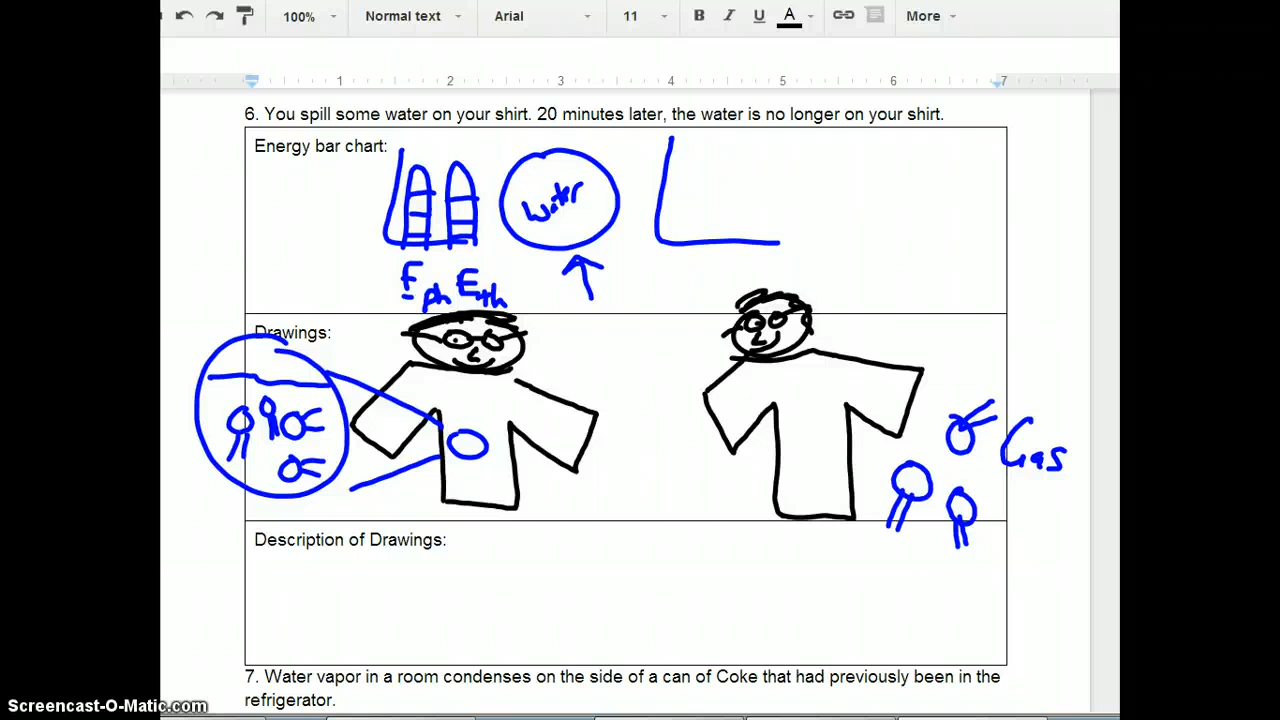 100% Normal text Arial 11 B I U A More
1 2 3 4 5 6 7
6. You spill some water on your shirt. 20 minutes later, the water is no longer on your shirt.
Energy bar chart:
water
Eph Eth
Drawings:
Gas
Description of Drawings:
7. Water vapor in a room condenses on the side of a can of Coke that had previously been in the
refrigerator.
Screencast-O-Matic.com